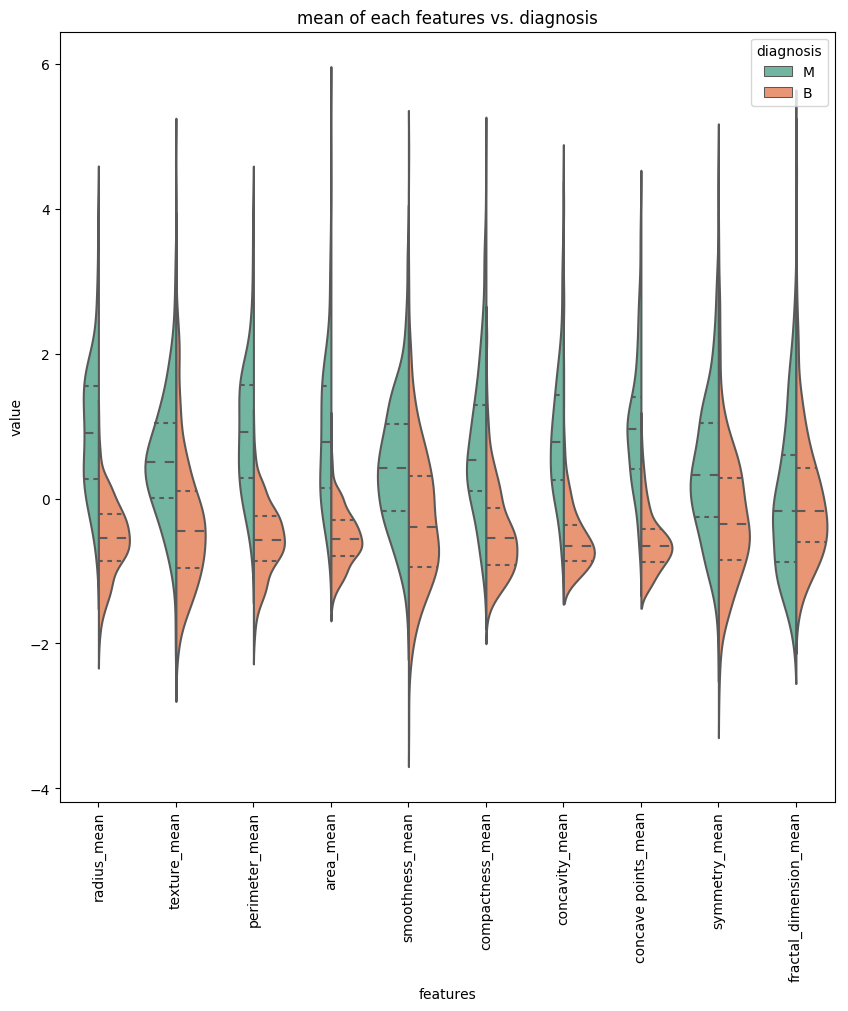 mean of each features vs. diagnosis
diagnosis
M
B
6
4
2
0
−2
−4
value
radius_mean
texture_mean
perimeter_mean
area_mean
smoothness_mean
compactness_mean
concavity_mean
concave points_mean
symmetry_mean
fractal_dimension_mean
features